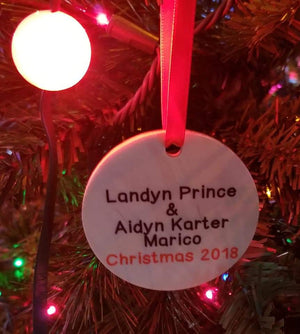 Landyn Prince
&
Aidyn Karter
Marico
Christmas 2018